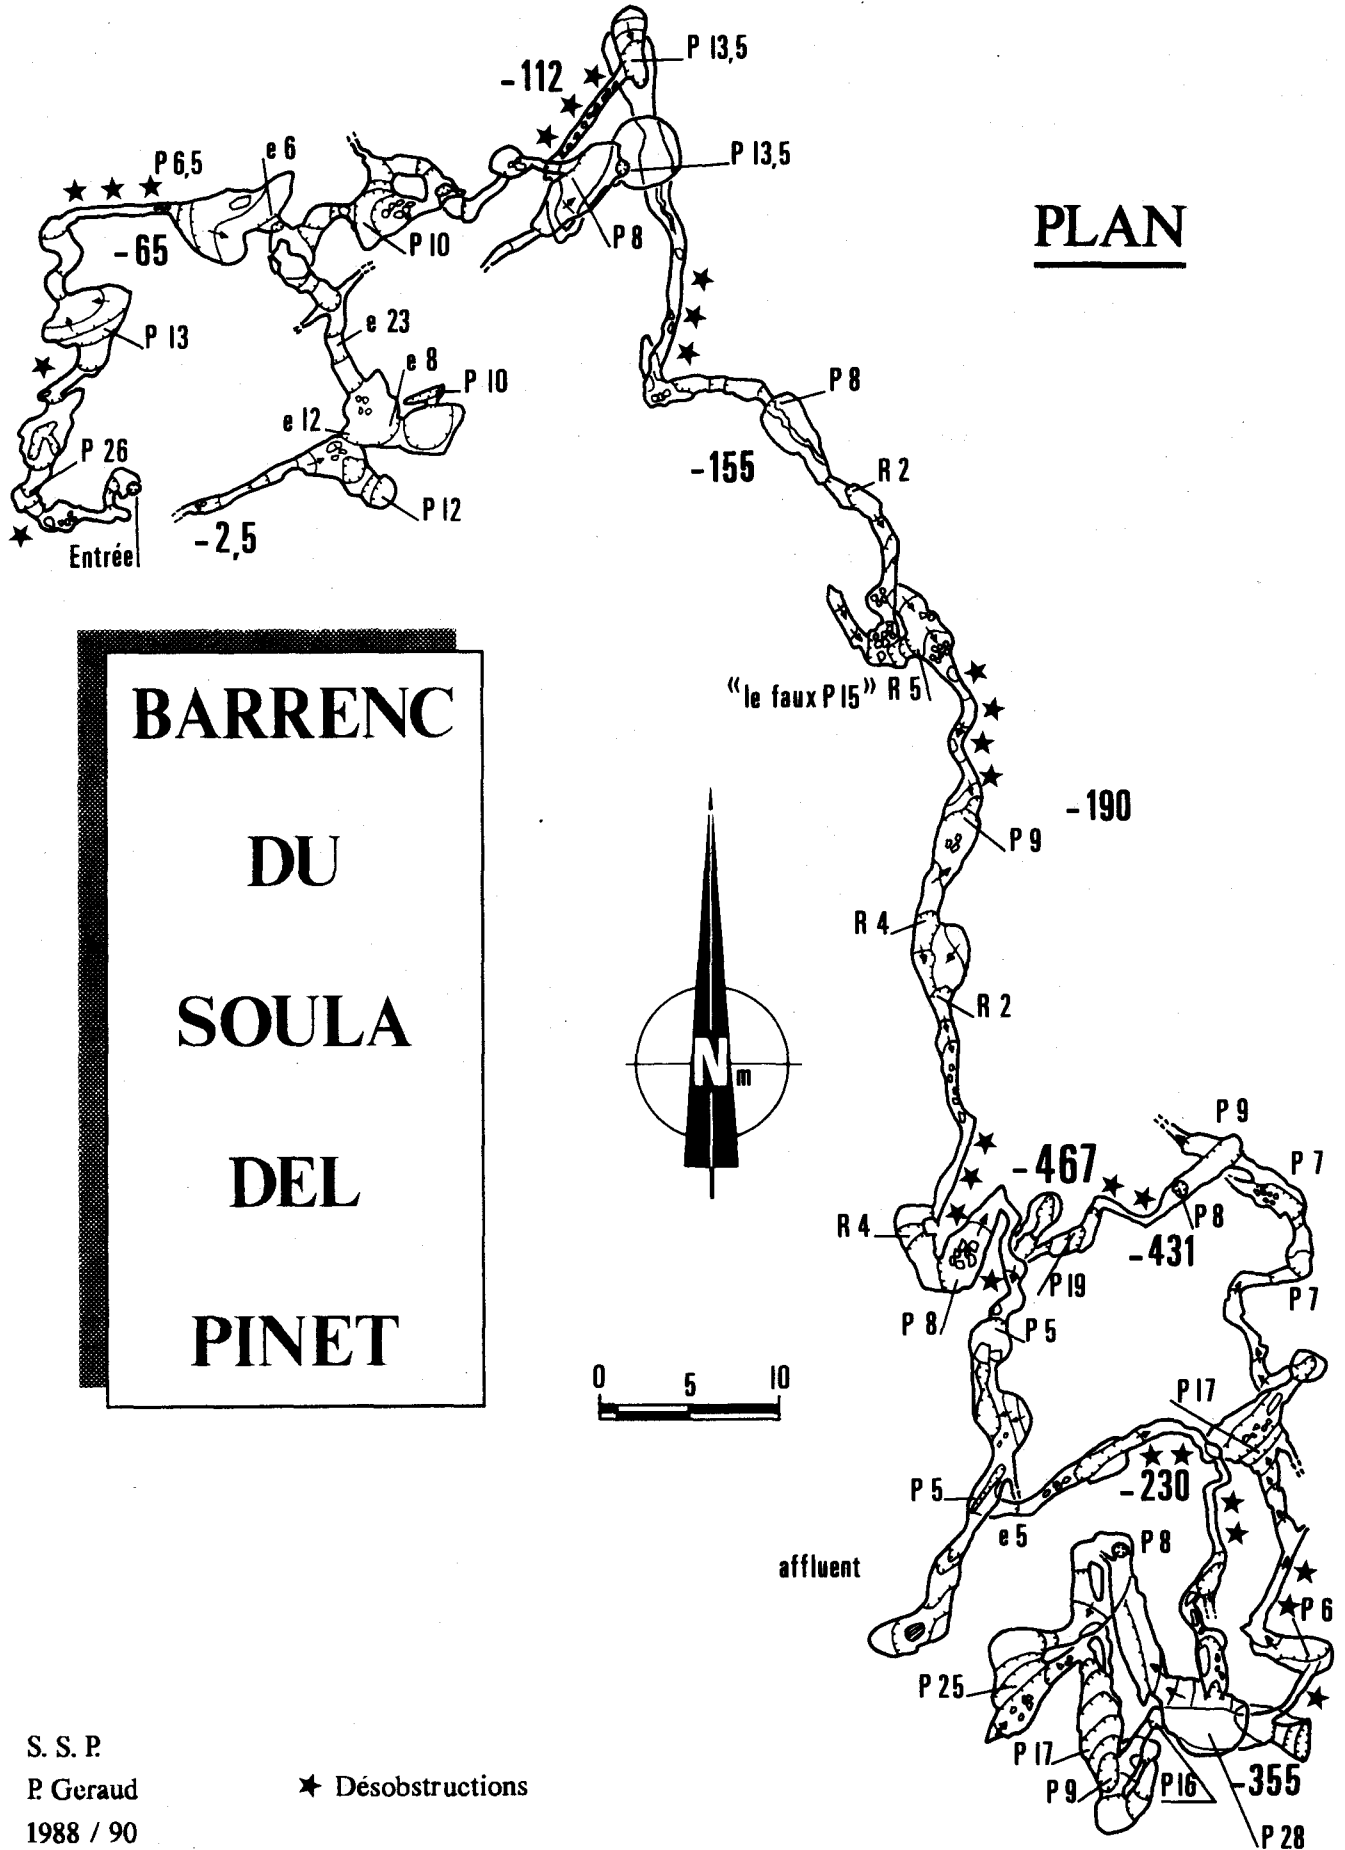 P 13,5
-112
P 13,5
e 6
P 6,5
P 10
P 8
-65
PLAN
P 13
e 23
e 8
P 10
P 8
e 12
P 26
-155
R 2
P 12
-2,5
Entrée
«le faux P 15» R 5
BARRENC
DU
SOULA
DEL
PINET
-190
P 9
R 4
R 2
N m
P 9
-467
P 7
R 4
P 8
-431
P 19
P 7
P 8
P 5
0 5 10
P 17
-230
P 5
e 5
P 8
affluent
P 6
P 25
P 17
P 9
P 16
-355
P 28
S. S. P.
P. Geraud
1988 / 90
★ Désobstructions